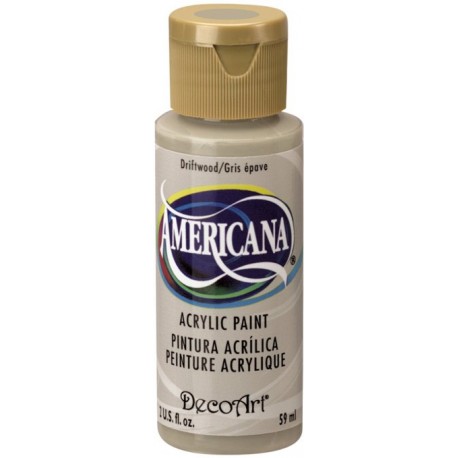 Driftwood/Gris épave
AMERICANA®
ACRYLIC PAINT
PINTURA ACRÍLICA
PEINTURE ACRYLIQUE
DecoArt®
2 U.S. fl. oz. 59 ml